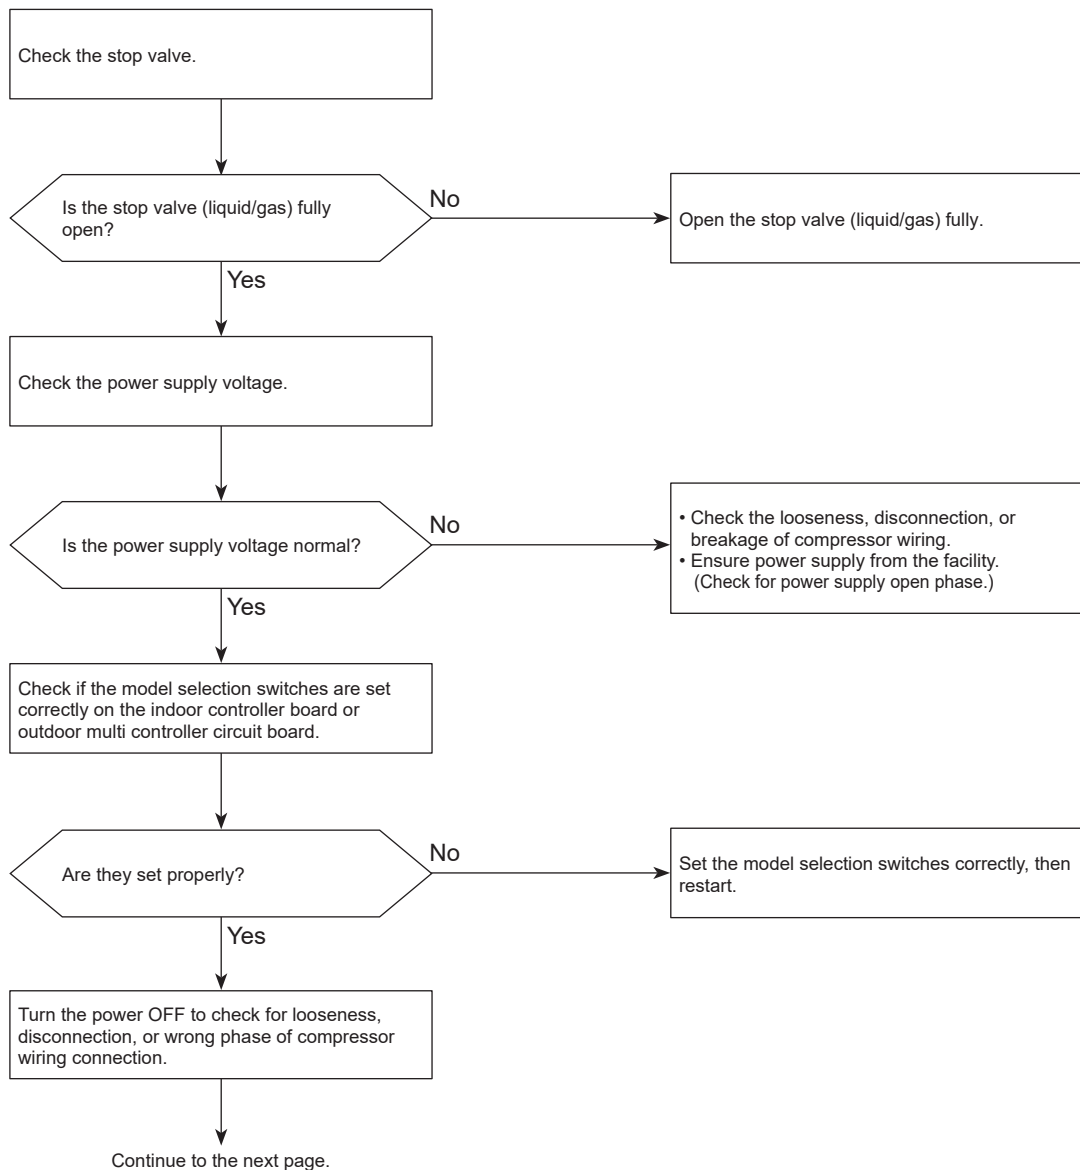 Check the stop valve.
Is the stop valve (liquid/gas) fully
open?
No
Open the stop valve (liquid/gas) fully.
Yes
Check the power supply voltage.
Is the power supply voltage normal?
No
• Check the looseness, disconnection, or
breakage of compressor wiring.
• Ensure power supply from the facility.
(Check for power supply open phase.)
Yes
Check if the model selection switches are set
correctly on the indoor controller board or
outdoor multi controller circuit board.
Are they set properly?
No
Set the model selection switches correctly, then
restart.
Yes
Turn the power OFF to check for looseness,
disconnection, or wrong phase of compressor
wiring connection.
Continue to the next page.